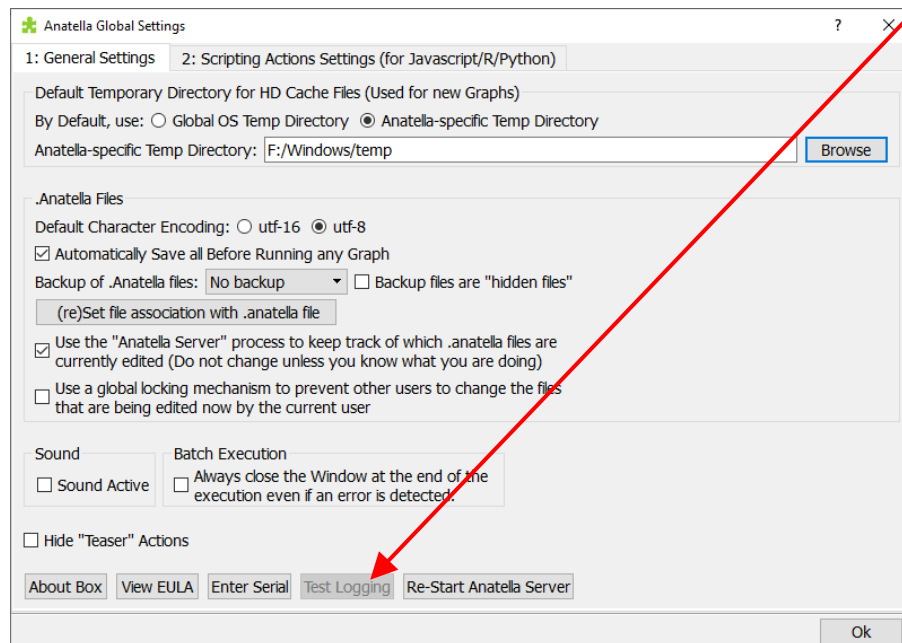 Anatella Global Settings ?
1: General Settings 2: Scripting Actions Settings (for Javascript/R/Python)
Default Temporary Directory for HD Cache Files (Used for new Graphs)
By Default, use: Global OS Temp Directory Anatella-specific Temp Directory
Anatella-specific Temp Directory: F:/Windows/temp Browse
.Anatella Files
Default Character Encoding: utf-16 utf-8
Automatically Save all Before Running any Graph
Backup of .Anatella files: No backup Backup files are "hidden files"
(re)Set file association with .anatella file
Use the "Anatella Server" process to keep track of which .anatella files are
currently edited (Do not change unless you know what you are doing)
Use a global locking mechanism to prevent other users to change the files
that are being edited now by the current user
Sound Batch Execution
Sound Active
Always close the Window at the end of the
execution even if an error is detected.
Hide "Teaser" Actions
About Box View EULA Enter Serial Test Logging Re-Start Anatella Server
Ok